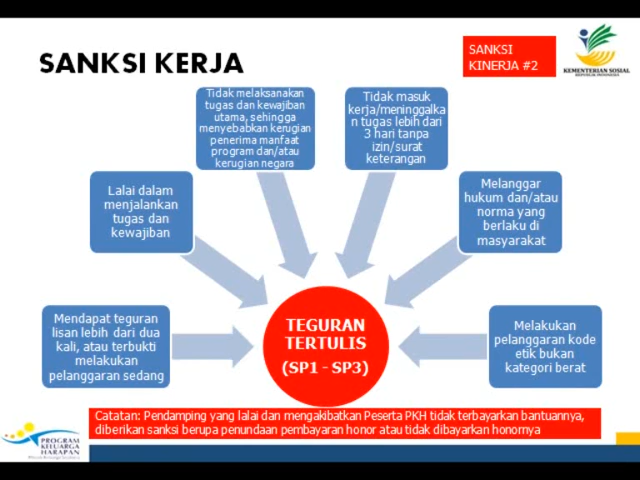 SANKSI KERJA
SANKSI
KINERJA #2
KEMENTERIAN SOSIAL
REPUBLIK INDONESIA
Tidak melaksanakan
tugas dan kewajiban
utama, sehingga
menyebabkan kerugian
penerima manfaat
program dan/atau
kerugian negara
Tidak masuk
kerja/meninggalka
n tugas lebih dari
3 hari tanpa
izin/surat
keterangan
Lalai dalam
menjalankan
tugas dan
kewajiban
Melanggar
hukum dan/atau
norma yang
berlaku di
masyarakat
Mendapat teguran
lisan lebih dari dua
kali, atau terbukti
melakukan
pelanggaran sedang
TEGURAN
TERTULIS
(SP1 - SP3)
Melakukan
pelanggaran kode
etik bukan
kategori berat
Catatan: Pendamping yang lalai dan mengakibatkan Peserta PKH tidak terbayarkan bantuannya,
diberikan sanksi berupa penundaan pembayaran honor atau tidak dibayarkan honornya
PROGRAM
KELUARGA
HARAPAN